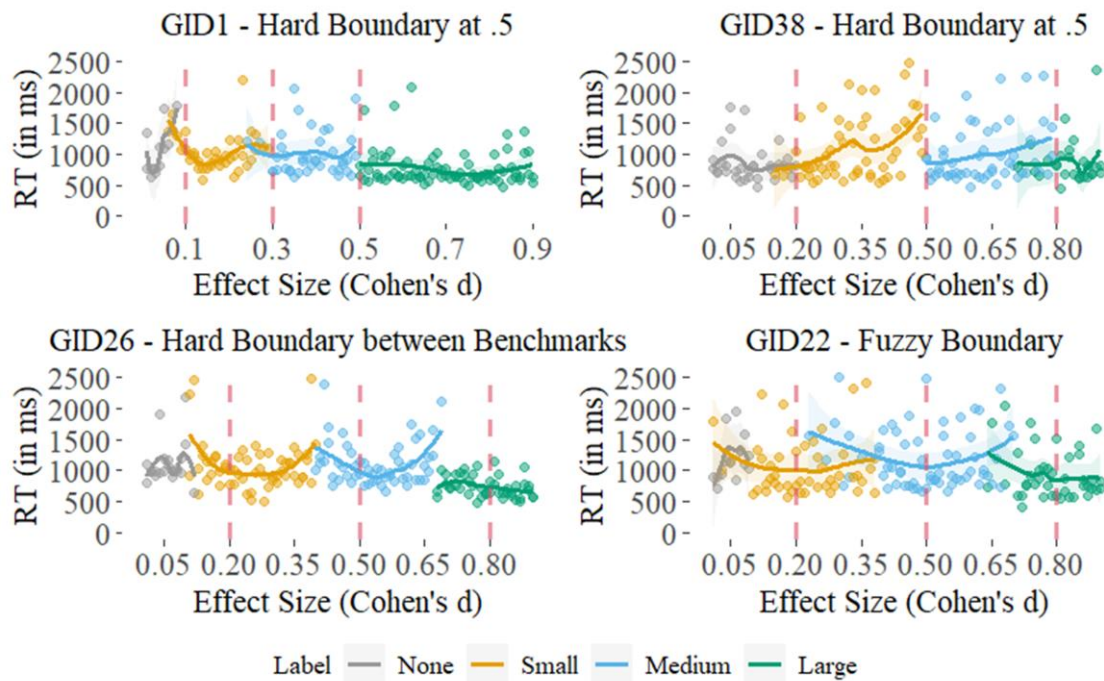 GID1 - Hard Boundary at .5
RT (in ms)
2500
2000
1500
1000
500
0
0.1 0.3 0.5 0.7 0.9
Effect Size (Cohen's d)
GID38 - Hard Boundary at .5
RT (in ms)
2500
2000
1500
1000
500
0
0.05 0.20 0.35 0.50 0.65 0.80
Effect Size (Cohen's d)
GID26 - Hard Boundary between Benchmarks
RT (in ms)
2500
2000
1500
1000
500
0
0.05 0.20 0.35 0.50 0.65 0.80
Effect Size (Cohen's d)
GID22 - Fuzzy Boundary
RT (in ms)
2500
2000
1500
1000
500
0
0.05 0.20 0.35 0.50 0.65 0.80
Effect Size (Cohen's d)
Label None Small Medium Large